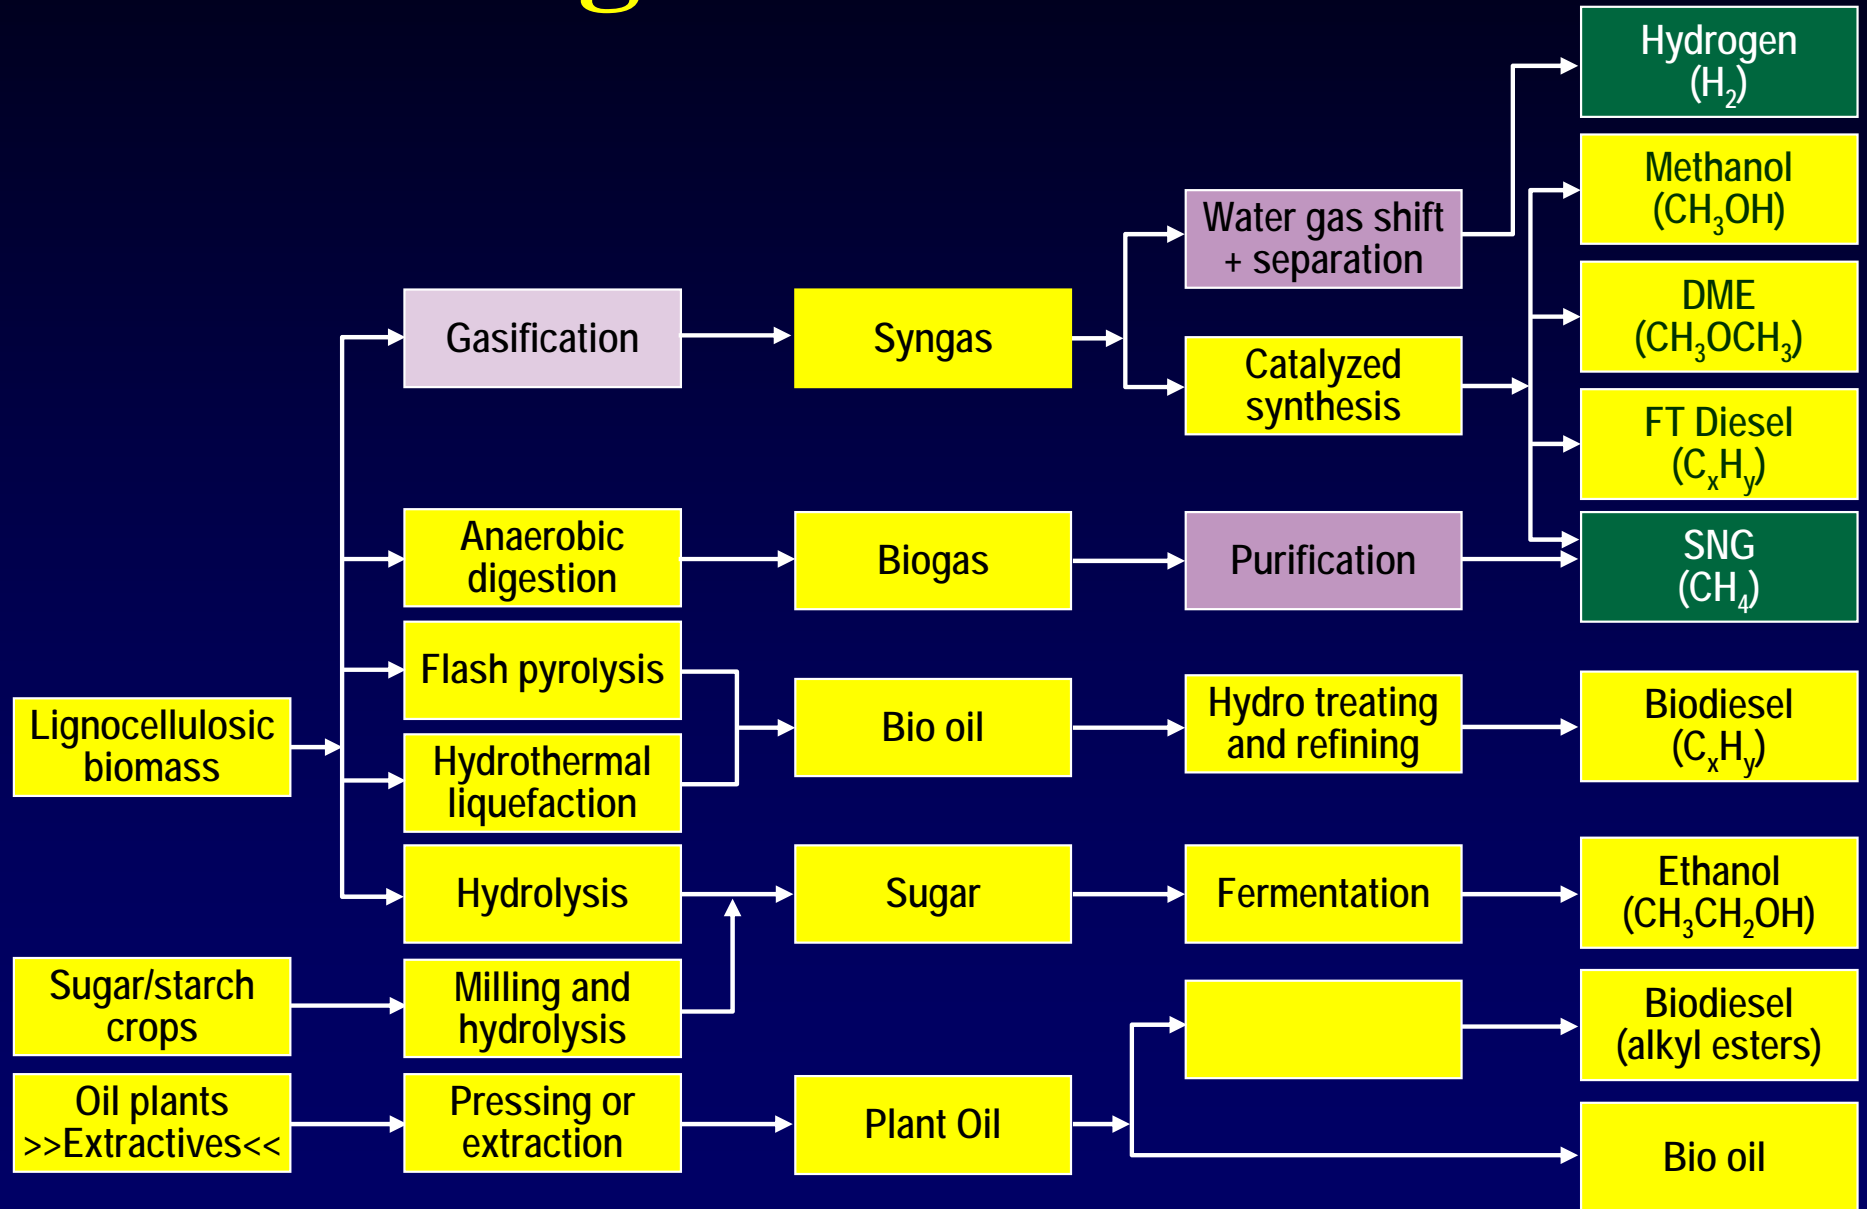 Hydrogen
(H₂)
Methanol
(CH₃OH)
Water gas shift
+ separation
DME
(CH₃OCH₃)
Gasification
Syngas
Catalyzed
synthesis
FT Diesel
(CₓHᵧ)
Anaerobic
digestion
Biogas
Purification
SNG
(CH₄)
Flash pyrolysis
Lignocellulosic
biomass
Bio oil
Hydro treating
and refining
Biodiesel
(CₓHᵧ)
Hydrothermal
liquefaction
Hydrolysis
Sugar
Fermentation
Ethanol
(CH₃CH₂OH)
Sugar/starch
crops
Milling and
hydrolysis
Biodiesel
(alkyl esters)
Oil plants
>>Extractives<<
Pressing or
extraction
Plant Oil
Bio oil